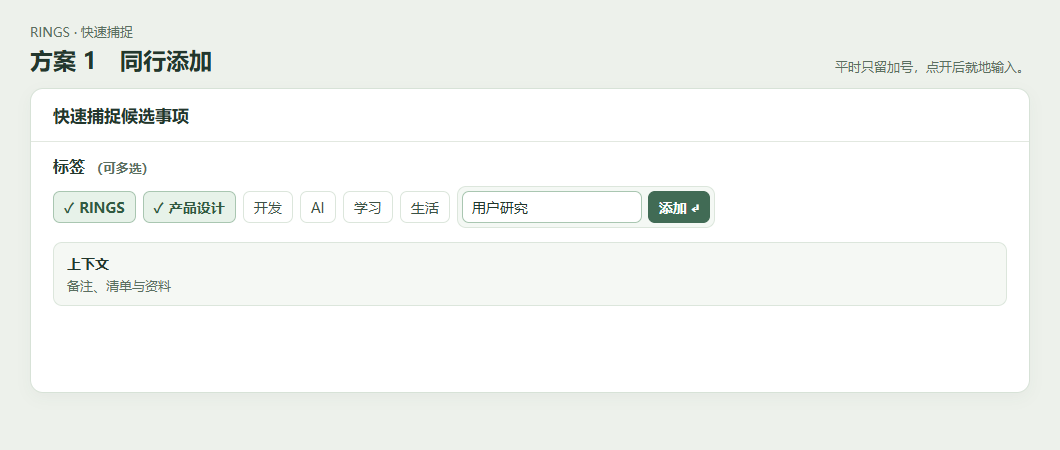 RINGS · 快速捕捉
方案 1　同行添加
平时只留加号，点开后就地输入。
快速捕捉候选事项
标签 (可多选)
✓ RINGS ✓ 产品设计 开发 AI 学习 生活 用户研究 添加 ⏎
上下文
备注、清单与资料